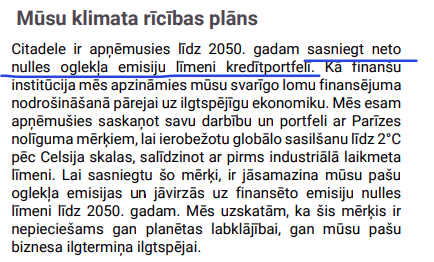 Mūsu klimata rīcības plāns
Citadele ir apņēmusies līdz 2050. gadam sasniegt neto
nulles oglekļa emisiju līmeni kredītportfelī. Kā finanšu
institūcija mēs apzināmies mūsu svarīgo lomu finansējuma
nodrošināšanā pārejai uz ilgtspējīgu ekonomiku. Mēs esam
apņēmušies saskaņot savu darbību un portfeli ar Parīzes
nolīguma mērķiem, lai ierobežotu globālo sasilšanu līdz 2°C
pēc Celsija skalas, salīdzinot ar pirms industriālā laikmeta
līmeni. Lai sasniegtu šo mērķi, ir jāsamazina mūsu pašu
oglekļa emisijas un jāvirzās uz finansēto emisiju nulles
līmeni līdz 2050. gadam. Mēs uzskatām, ka šis mērķis ir
nepieciešams gan planētas labklājībai, gan mūsu pašu
biznesa ilgtermiņa ilgtspējai.